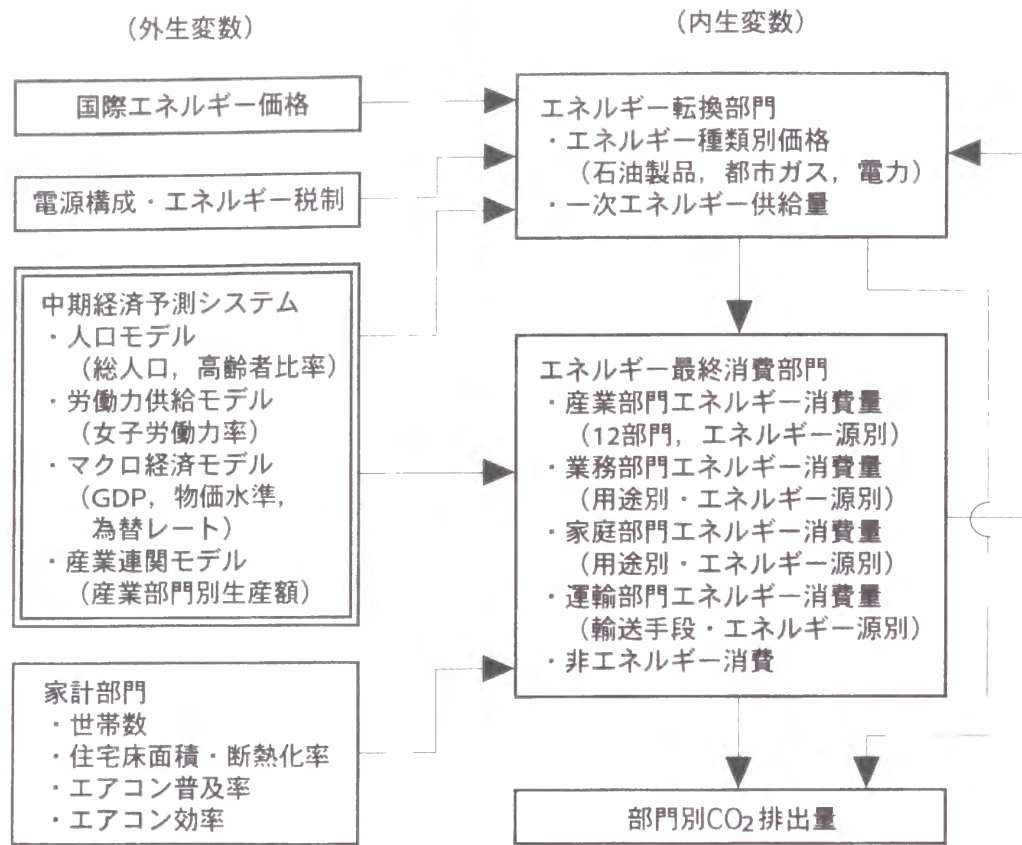 （外生変数）
国際エネルギー価格
電源構成・エネルギー税制
中期経済予測システム
・人口モデル
（総人口，高齢者比率）
・労働力供給モデル
（女子労働力率）
・マクロ経済モデル
（GDP，物価水準，
為替レート）
・産業連関モデル
（産業部門別生産額）
家計部門
・世帯数
・住宅床面積・断熱化率
・エアコン普及率
・エアコン効率
（内生変数）
エネルギー転換部門
・エネルギー種類別価格
（石油製品，都市ガス，電力）
・一次エネルギー供給量
エネルギー最終消費部門
・産業部門エネルギー消費量
（12部門，エネルギー源別）
・業務部門エネルギー消費量
（用途別・エネルギー源別）
・家庭部門エネルギー消費量
（用途別・エネルギー源別）
・運輸部門エネルギー消費量
（輸送手段・エネルギー源別）
・非エネルギー消費
部門別CO₂排出量